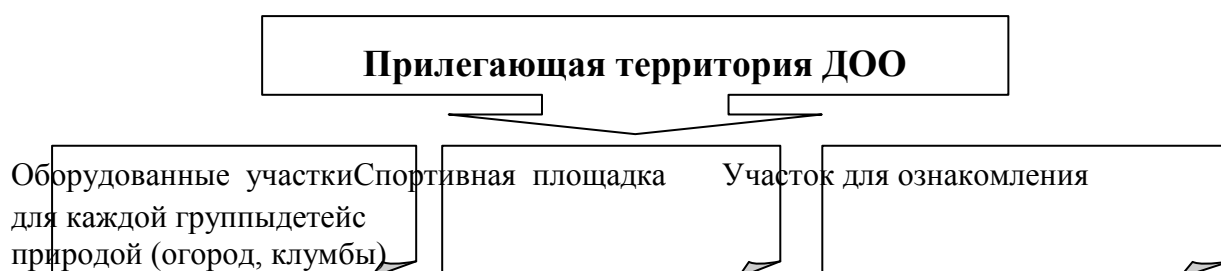 Прилегающая территория ДОО
Оборудованные участкиСпортивная площадка Участок для ознакомления
для каждой группыдетейс
природой (огород, клумбы)